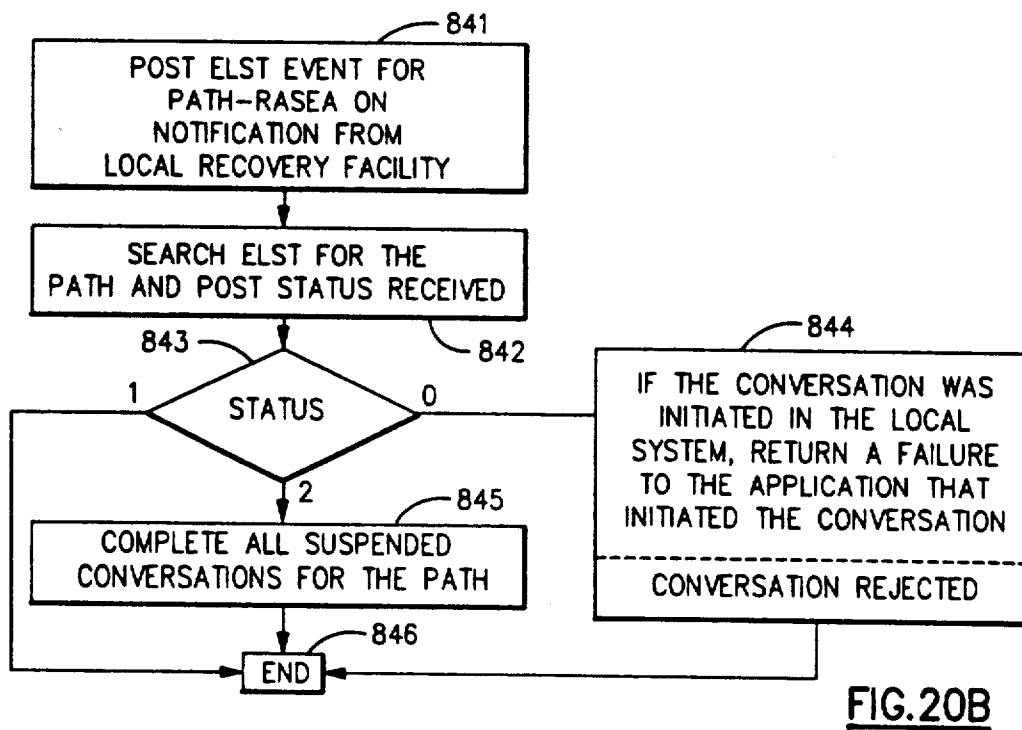 841
POST ELST EVENT FOR
PATH-RASEA ON
NOTIFICATION FROM
LOCAL RECOVERY FACILITY
SEARCH ELST FOR THE
PATH AND POST STATUS RECEIVED
842
843
1
STATUS
0
2
844
IF THE CONVERSATION WAS
INITIATED IN THE LOCAL
SYSTEM, RETURN A FAILURE
TO THE APPLICATION THAT
INITIATED THE CONVERSATION
CONVERSATION REJECTED
845
COMPLETE ALL SUSPENDED
CONVERSATIONS FOR THE PATH
846
END
FIG.20B